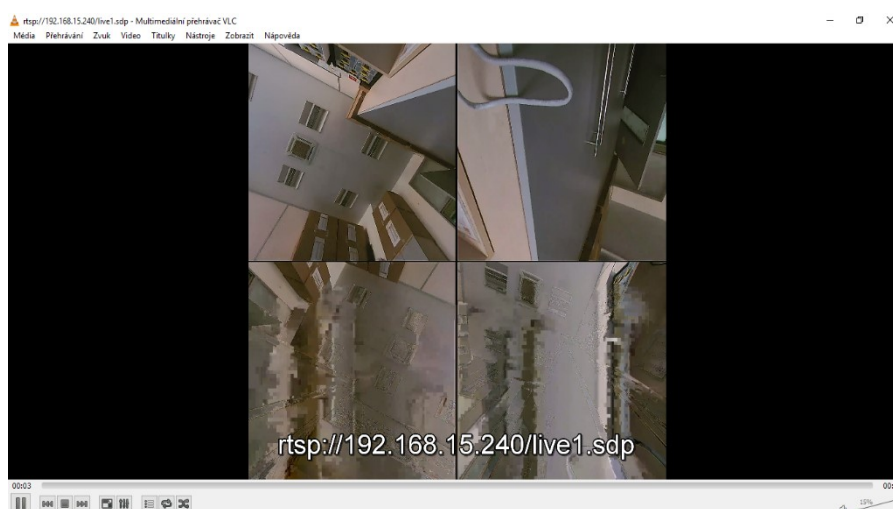 rtsp://192.168.15.240/live1.sdp - Multimediální přehrávač VLC
Média Přehrávání Zvuk Video Titulky Nástroje Zobrazit Nápověda
rtsp://192.168.15.240/live1.sdp
00:03
15%